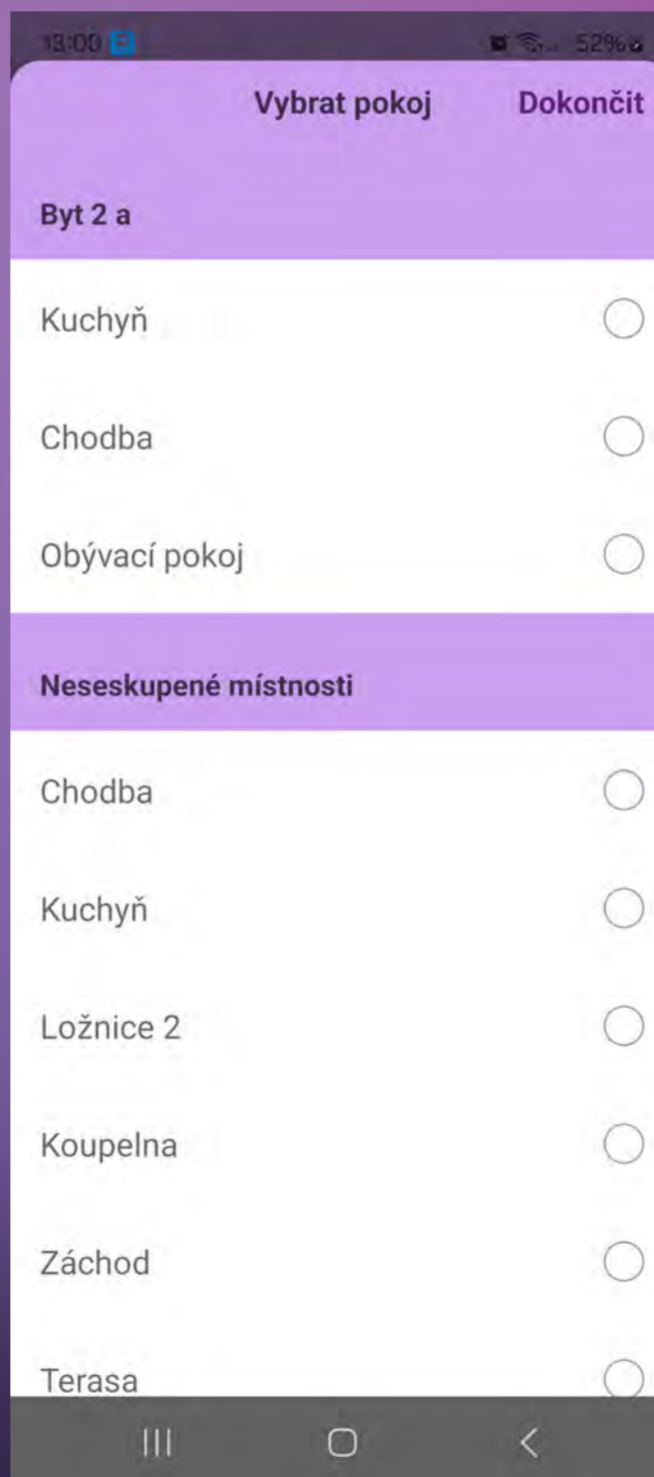 13:00
52%
Vybrat pokoj
Dokončit
Byt 2 a
Kuchyň
Chodba
Obývací pokoj
Neseskupené místnosti
Chodba
Kuchyň
Ložnice 2
Koupelna
Záchod
Terasa